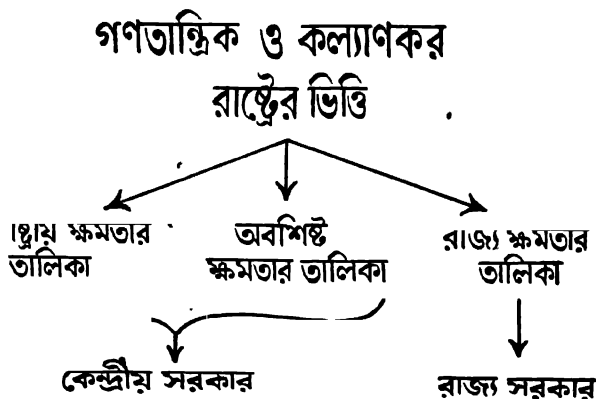 গণতান্ত্রিক ও কল্যাণকর
রাষ্ট্রের ভিত্তি
ক্ষমতার
তালিকা
অবশিষ্ট
ক্ষমতার তালিকা
রাজ্য ক্ষমতার
তালিকা
কেন্দ্রীয় সরকার
রাজ্য সরকার